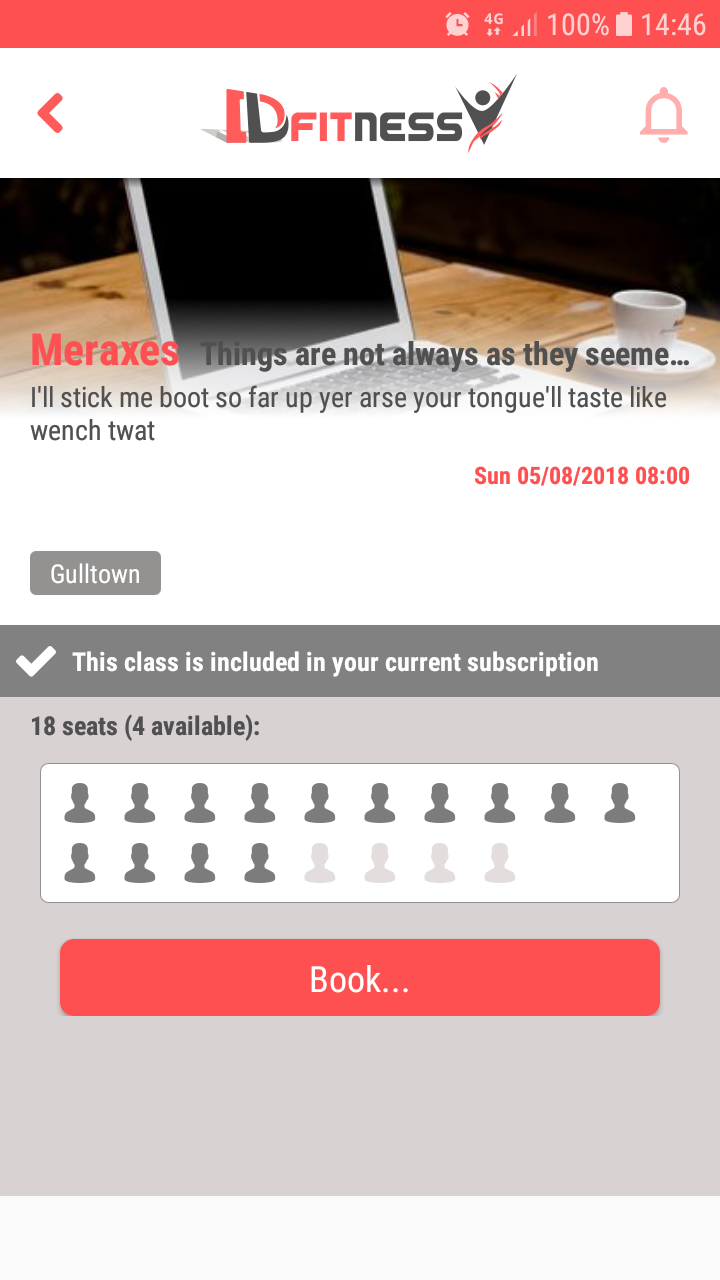 4G 100% 14:46
IDFITNESS
Meraxes Things are not always as they seeme...
I'll stick me boot so far up yer arse your tongue'll taste like
wench twat
Sun 05/08/2018 08:00
Gulltown
This class is included in your current subscription
18 seats (4 available):
Book...